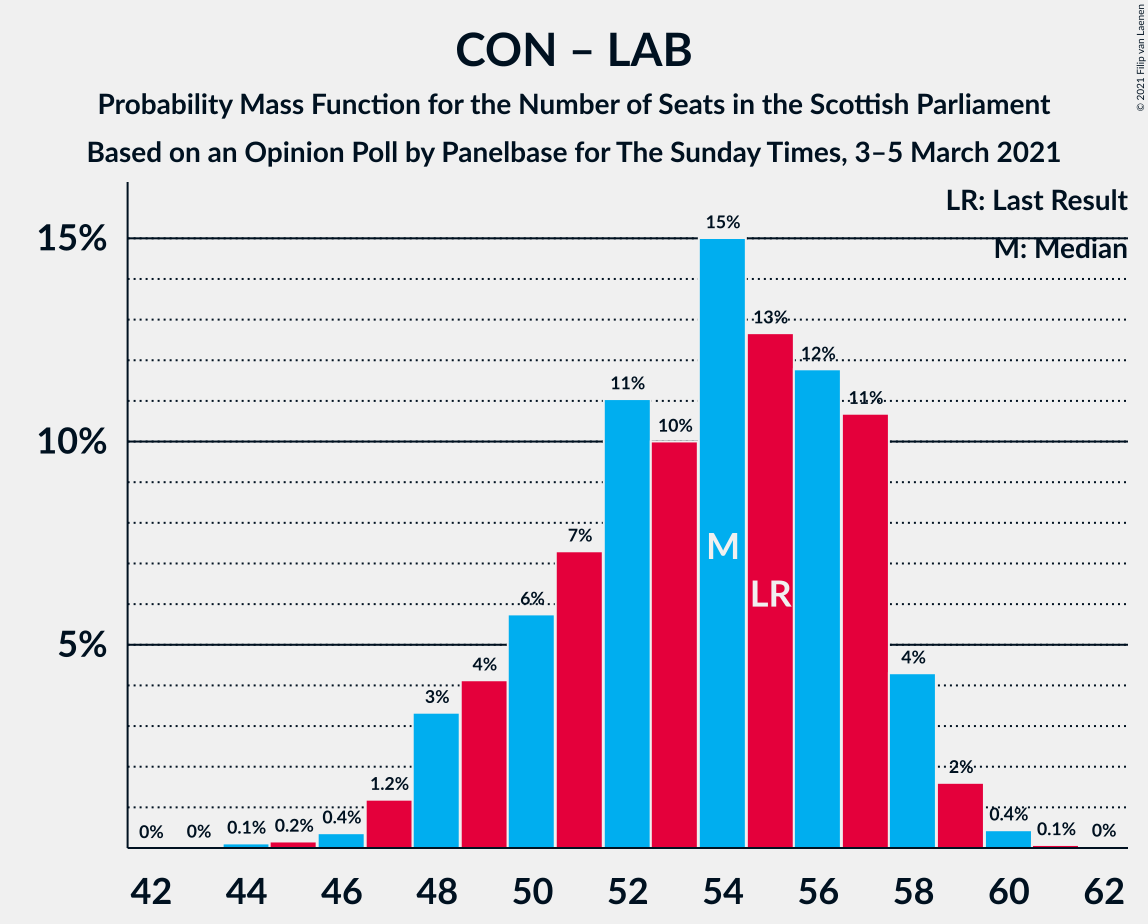 CON – LAB
Probability Mass Function for the Number of Seats in the Scottish Parliament
Based on an Opinion Poll by Panelbase for The Sunday Times, 3–5 March 2021
© 2021 Filip van Laenen
LR: Last Result
M: Median
15%
10%
5%
0%
0%
0.1%
0.2%
0.4%
1.2%
3%
4%
6%
7%
11%
10%
15%
13%
12%
11%
4%
2%
0.4%
0.1%
0%
M
LR
42 44 46 48 50 52 54 56 58 60 62